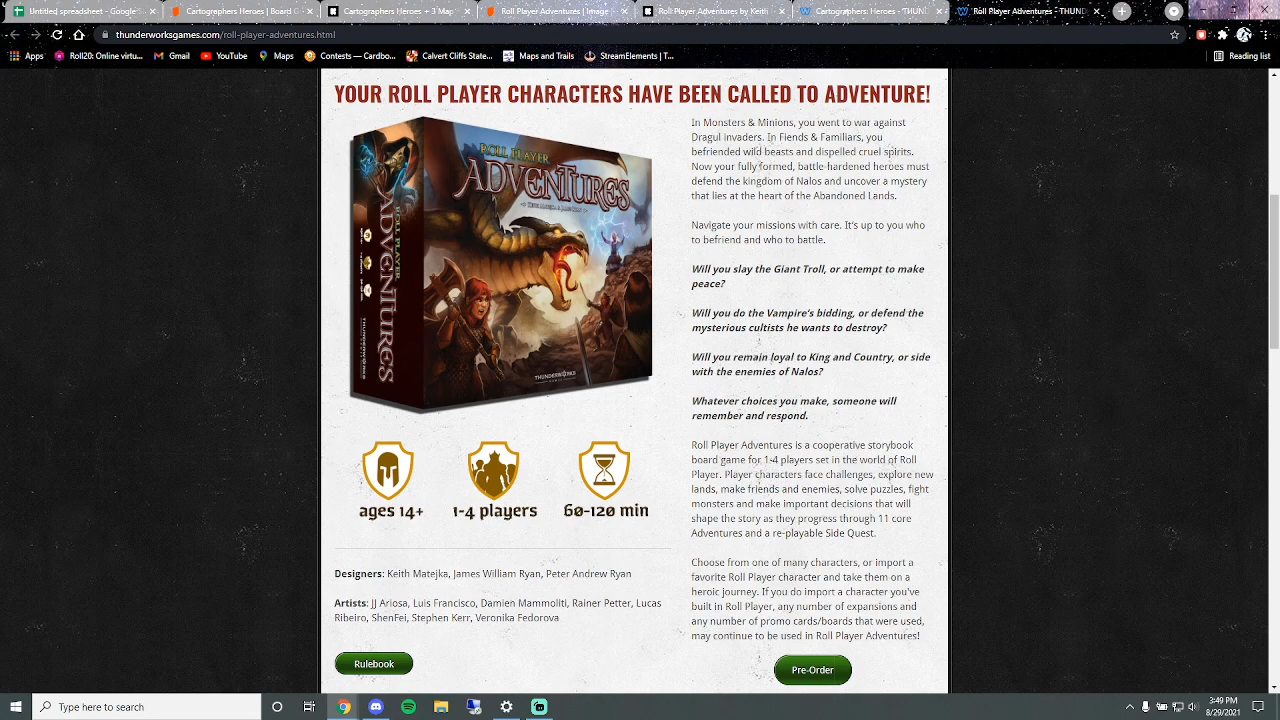 Untitled spreadsheet - Google
Cartographers Heroes | Board G
Cartographers Heroes + 3 Map
Roll Player Adventures | Image
Roll Player Adventures by Keith
Cartographers: Heroes - THUN
Roll Player Adventures - THUND
thunderworksgames.com/roll-player-adventures.html
Apps
Roll20: Online virtu...
Gmail
YouTube
Maps
Contests — Cardbo...
Calvert Cliffs State...
Maps and Trails
StreamElements | T...
Reading list
YOUR ROLL PLAYER CHARACTERS HAVE BEEN CALLED TO ADVENTURE!
ROLL PLAYER
ADVENTURES
ROLL PLAYER
ADVENTURES
THUNDERWORKS
GAMES
ages 14+
1-4 players
60-120 min
Designers: Keith Matejka, James William Ryan, Peter Andrew Ryan
Artists: JJ Ariosa, Luis Francisco, Damien Mammoliti, Rainer Petter, Lucas
Ribeiro, ShenFei, Stephen Kerr, Veronika Fedorova
Rulebook
In Monsters & Minions, you went to war against
Dragul invaders. In Fiends & Familiars, you
befriended wild beasts and dispelled cruel spirits.
Now your fully formed, battle-hardened heroes must
defend the kingdom of Nalos and uncover a mystery
that lies at the heart of the Abandoned Lands.
Navigate your missions with care. It's up to you who
to befriend and who to battle.
Will you slay the Giant Troll, or attempt to make
peace?
Will you do the Vampire's bidding, or defend the
mysterious cultists he wants to destroy?
Will you remain loyal to King and Country, or side
with the enemies of Nalos?
Whatever choices you make, someone will
remember and respond.
Roll Player Adventures is a cooperative storybook
board game for 1-4 players set in the world of Roll
Player. Player characters face challenges, explore new
lands, make friends and enemies, solve puzzles, fight
monsters and make important decisions that will
shape the story as they progress through 11 core
Adventures and a re-playable Side Quest.
Choose from one of many characters, or import a
favorite Roll Player character and take them on a
heroic journey. If you do import a character you've
built in Roll Player, any number of expansions and
any number of promo cards/boards that were used,
may continue to be used in Roll Player Adventures!
Pre-Order
Type here to search
3:49 PM
8/29/2021